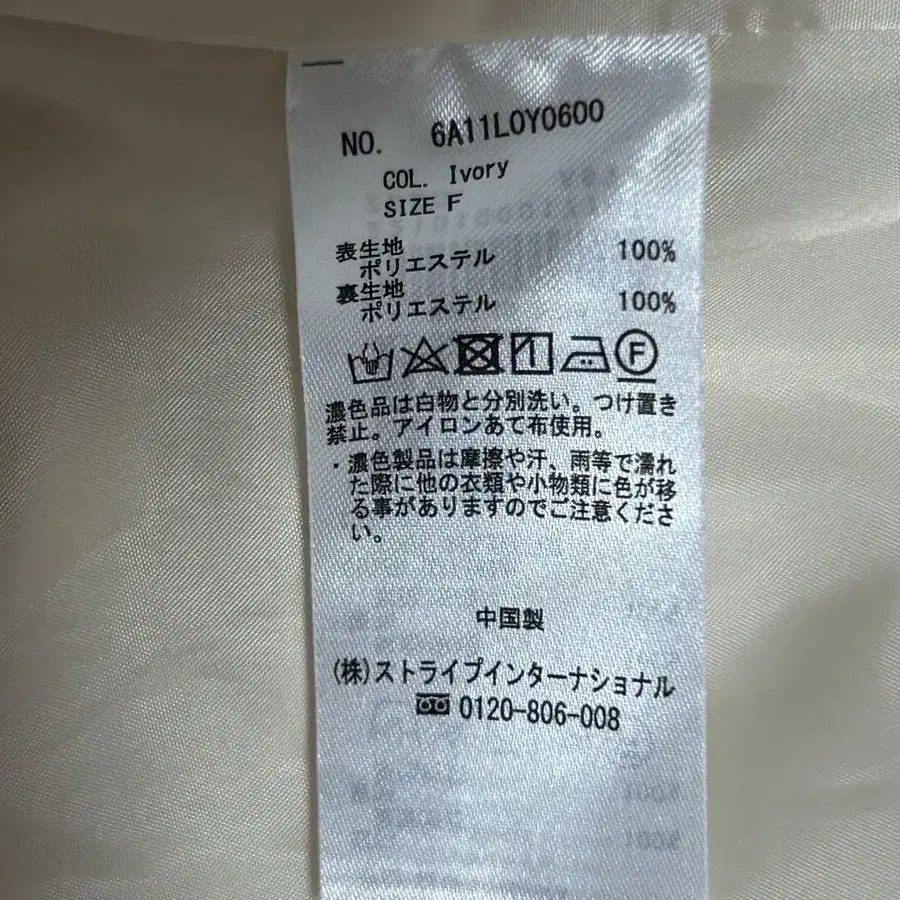 NO. 6A11L0Y0600
COL. Ivory
SIZE F
表生地
ポリエステル 100%
裏生地
ポリエステル 100%
F
濃色品は白物と分別洗い。つけ置き
禁止。アイロンあて布使用。
・濃色製品は摩擦や汗、雨等で濡れ
た際に他の衣類や小物類に色が移
る事がありますのでご注意くださ
い。
中国製
(株)ストライプインターナショナル
0120-806-008